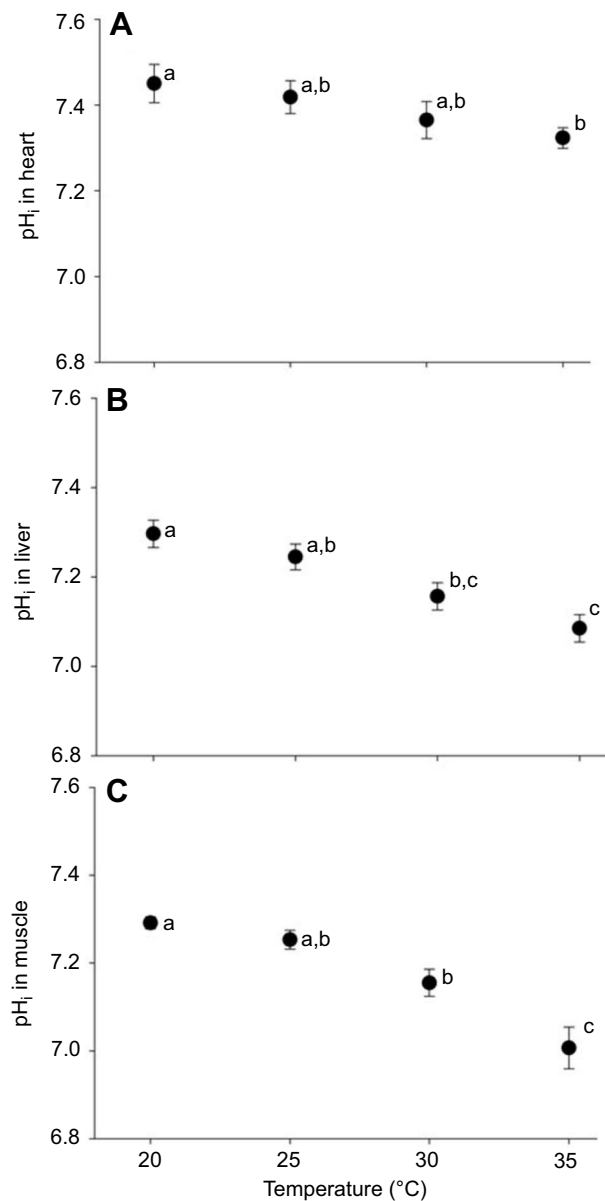 A
7.6
7.4
7.2
7.0
6.8
pHi in heart
a
a,b
a,b
b
B
7.6
7.4
7.2
7.0
6.8
pHi in liver
a
a,b
b,c
c
C
7.6
7.4
7.2
7.0
6.8
pHi in muscle
a
a,b
b
c
20 25 30 35
Temperature (°C)